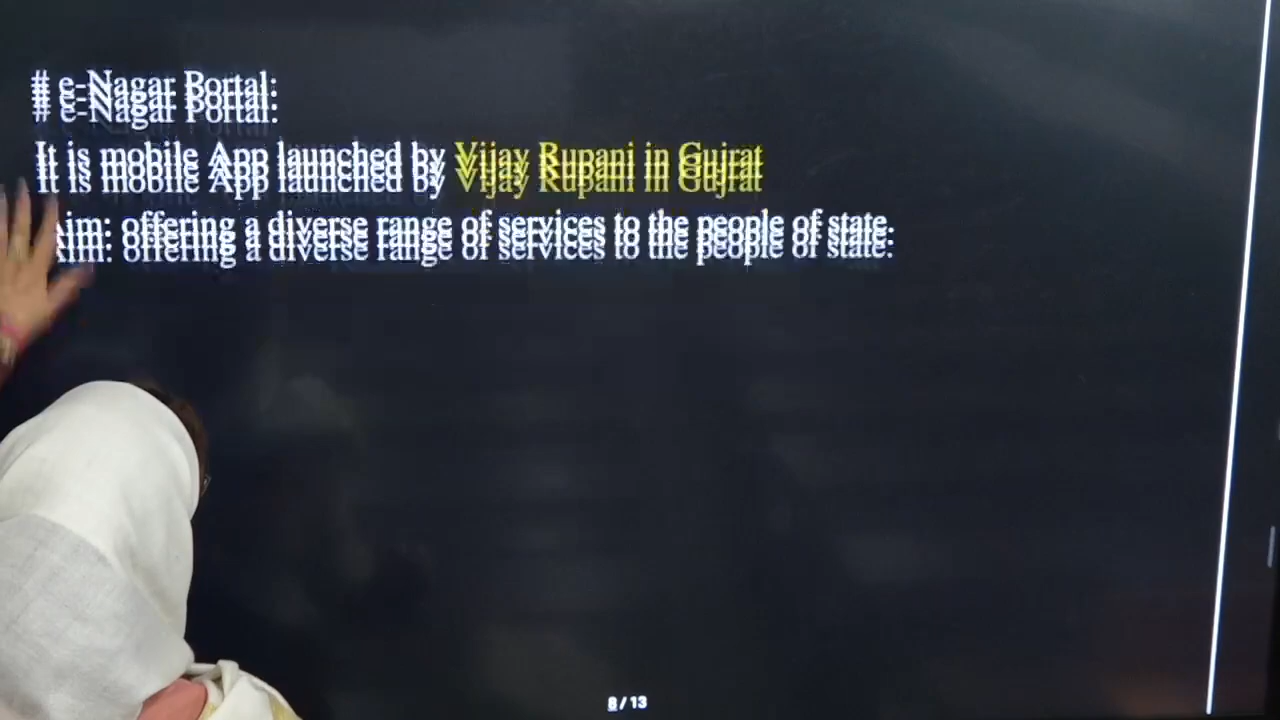 # e-Nagar Portal:
It is mobile App launched by Vijay Rupani in Gujrat
Aim: offering a diverse range of services to the people of state.
8 / 13